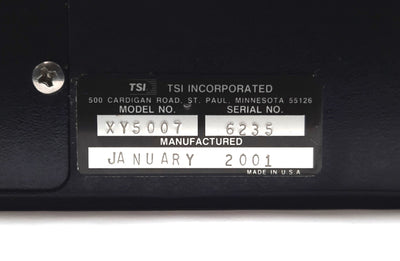 TSI TSI INCORPORATED
500 CARDIGAN ROAD, ST. PAUL, MINNESOTA 55126
MODEL NO. SERIAL NO.
XY5007 6235
MANUFACTURED
JANUARY 2001
MADE IN U.S.A